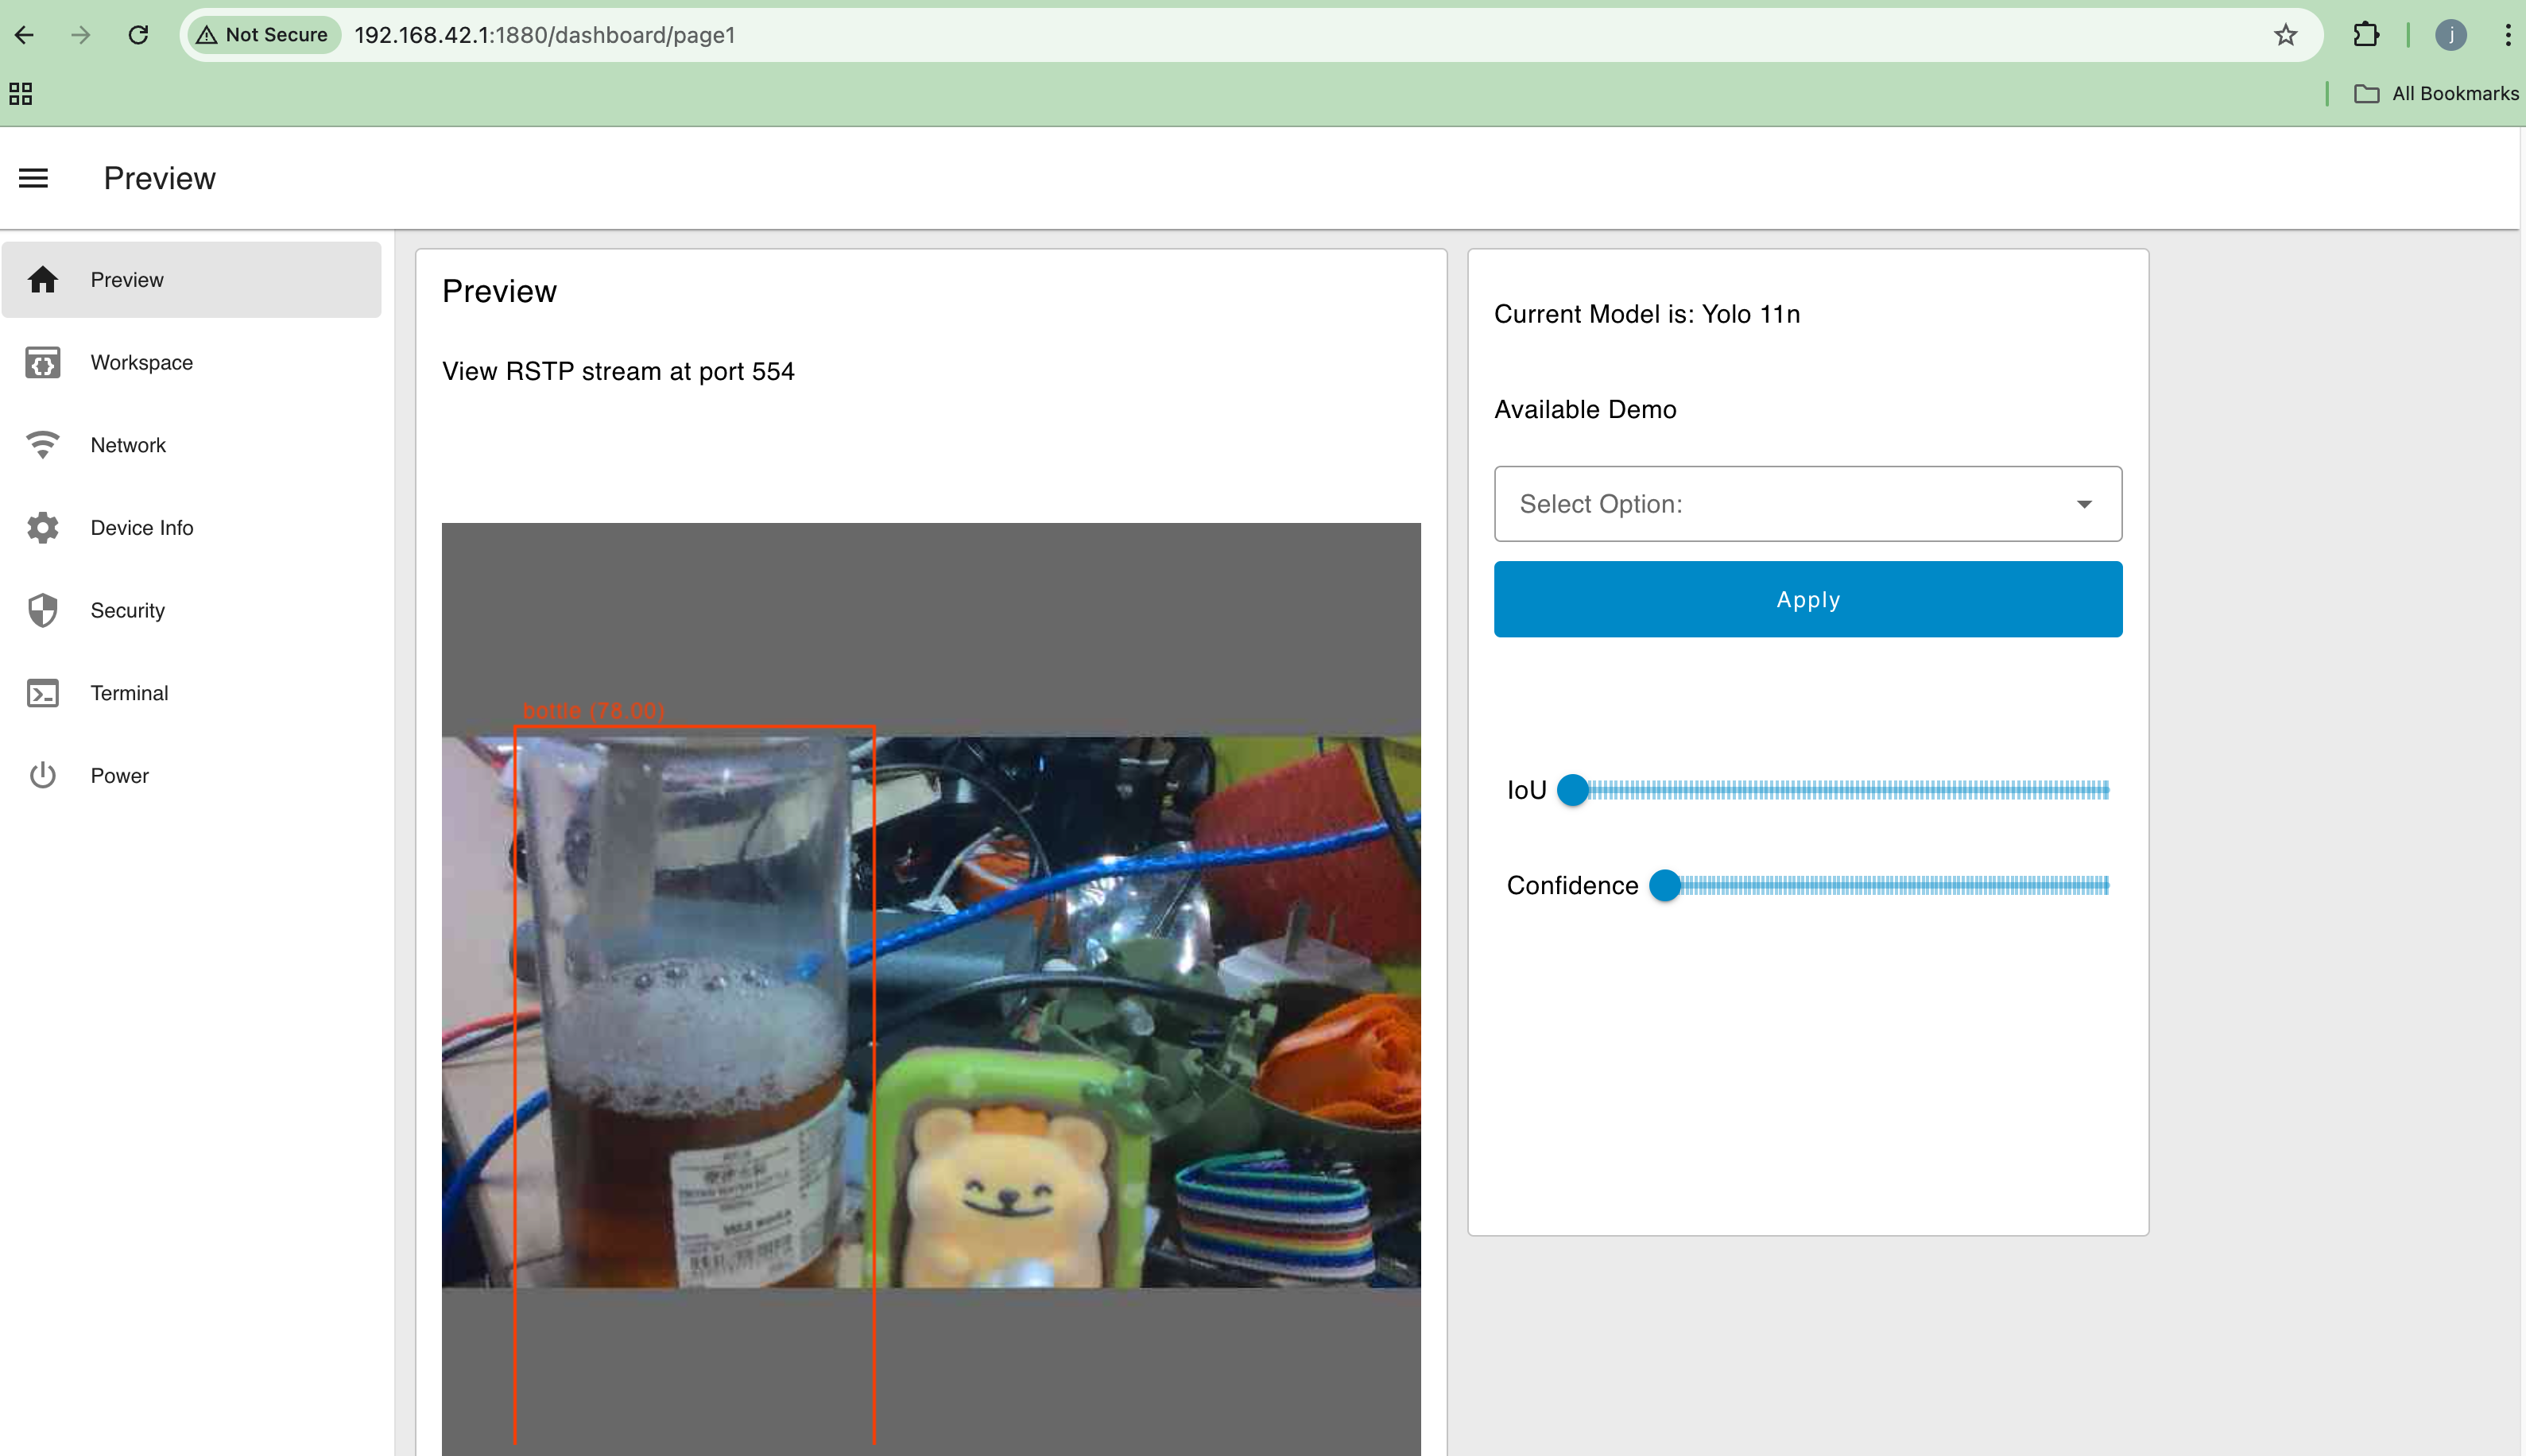 Not Secure
192.168.42.1:1880/dashboard/page1
j
All Bookmarks
Preview
Preview
Workspace
Network
Device Info
Security
Terminal
Power
Preview
View RSTP stream at port 554
bottle (78.00)
Current Model is: Yolo 11n
Available Demo
Select Option:
Apply
IoU
Confidence